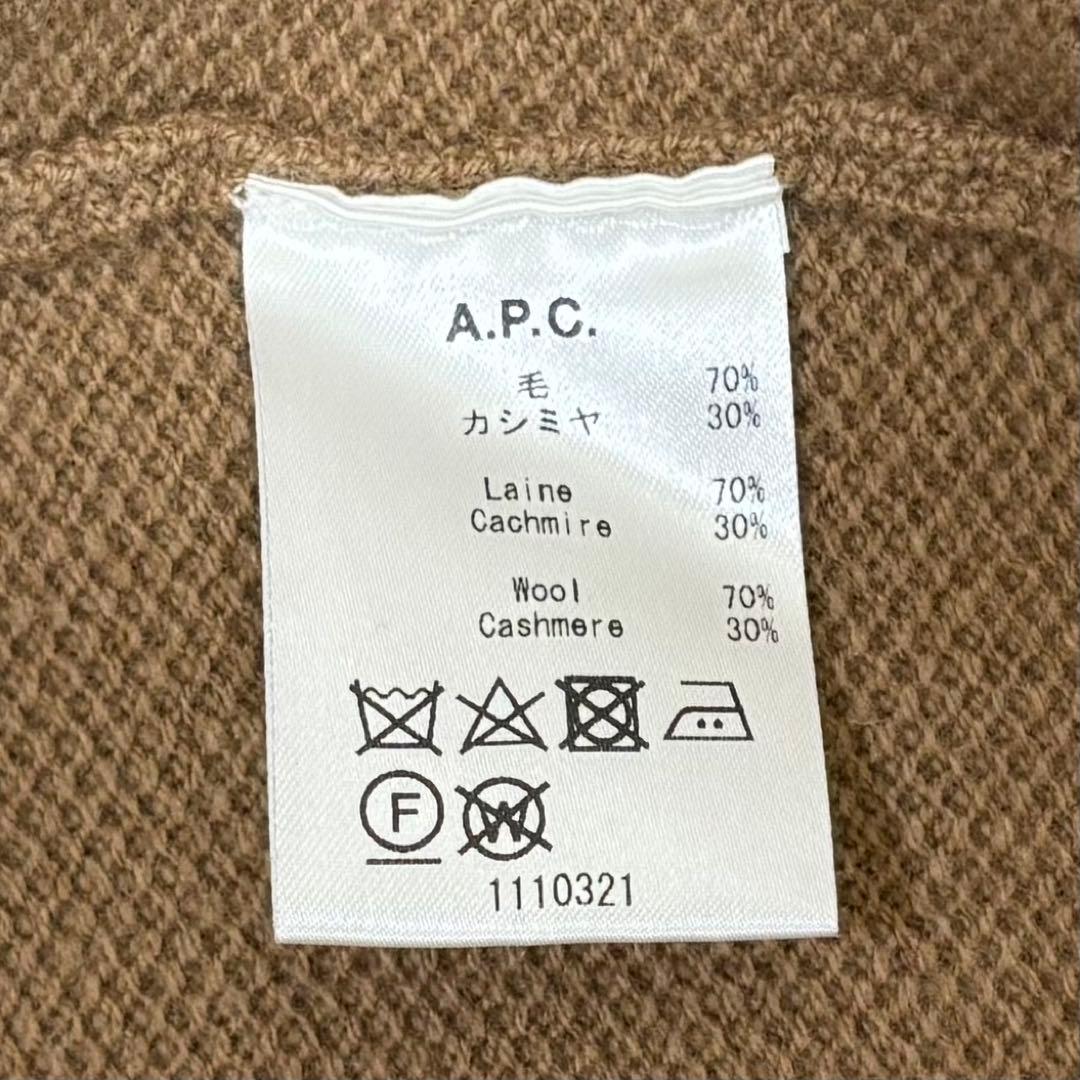 A.P.C.
毛 70%
カシミヤ 30%
Laine 70%
Cachmire 30%
Wool 70%
Cashmere 30%
F W
1110321